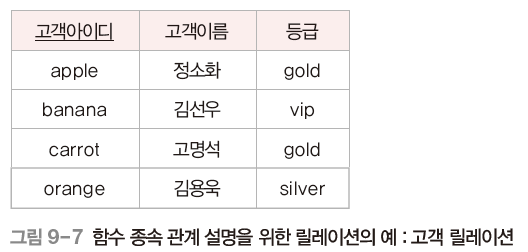 고객아이디 고객이름 등급
apple 정소화 gold
banana 김선우 vip
carrot 고명석 gold
orange 김용욱 silver
그림 9-7 함수 종속 관계 설명을 위한 릴레이션의 예 : 고객 릴레이션